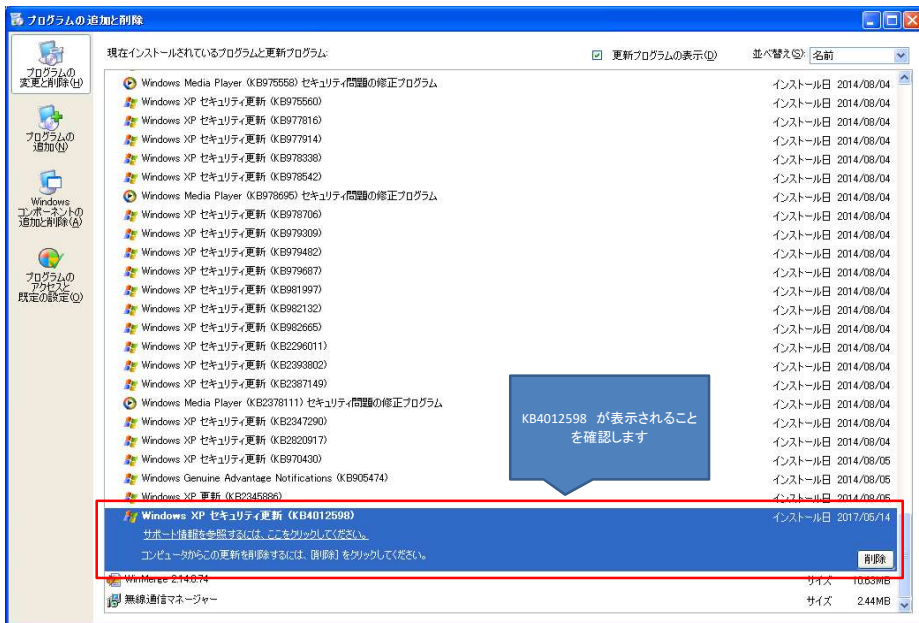 プログラムの追加と削除
プログラムの
変更と削除(H)
プログラムの
追加(N)
Windows
コンポーネントの
追加と削除(A)
プログラムの
アクセスと
既定の設定(O)
現在インストールされているプログラムと更新プログラム:
更新プログラムの表示(D)
並べ替え(S): 名前
Windows Media Player (KB975558) セキュリティ問題の修正プログラム インストール日 2014/08/04
Windows XP セキュリティ更新 (KB975560) インストール日 2014/08/04
Windows XP セキュリティ更新 (KB977816) インストール日 2014/08/04
Windows XP セキュリティ更新 (KB977914) インストール日 2014/08/04
Windows XP セキュリティ更新 (KB978338) インストール日 2014/08/04
Windows XP セキュリティ更新 (KB978542) インストール日 2014/08/04
Windows Media Player (KB978695) セキュリティ問題の修正プログラム インストール日 2014/08/04
Windows XP セキュリティ更新 (KB978706) インストール日 2014/08/04
Windows XP セキュリティ更新 (KB979309) インストール日 2014/08/04
Windows XP セキュリティ更新 (KB979482) インストール日 2014/08/04
Windows XP セキュリティ更新 (KB979687) インストール日 2014/08/04
Windows XP セキュリティ更新 (KB981997) インストール日 2014/08/04
Windows XP セキュリティ更新 (KB982132) インストール日 2014/08/04
Windows XP セキュリティ更新 (KB982665) インストール日 2014/08/04
Windows XP セキュリティ更新 (KB2296011) インストール日 2014/08/04
Windows XP セキュリティ更新 (KB2393802) インストール日 2014/08/04
Windows XP セキュリティ更新 (KB2387149) インストール日 2014/08/04
Windows Media Player (KB2378111) セキュリティ問題の修正プログラム インストール日 2014/08/04
Windows XP セキュリティ更新 (KB2347290) インストール日 2014/08/04
Windows XP セキュリティ更新 (KB2820917) インストール日 2014/08/04
Windows XP セキュリティ更新 (KB970430) インストール日 2014/08/05
Windows Genuine Advantage Notifications (KB905474) インストール日 2014/08/05
Windows XP 更新 (KB2345886) インストール日 2014/08/05
KB4012598 が表示されること
を確認します
Windows XP セキュリティ更新 (KB4012598) インストール日 2017/05/14
サポート情報を参照するには、ここをクリックしてください。
コンピュータからこの更新を削除するには、[削除] をクリックしてください。
削除
WinMerge 2.14.0.74 サイズ 10.63MB
無線通信マネージャー サイズ 2.44MB